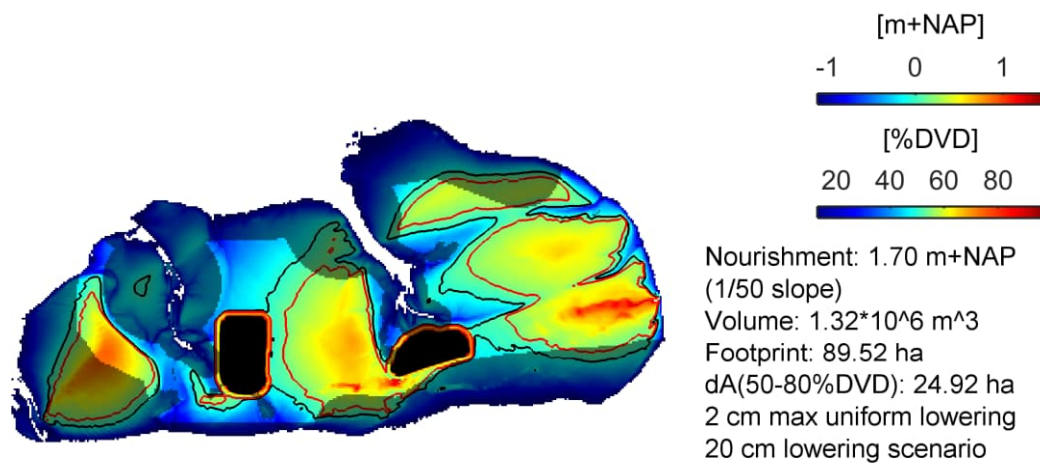 [m+NAP]
-1 0 1
[%DVD]
20 40 60 80
Nourishment: 1.70 m+NAP
(1/50 slope)
Volume: 1.32*10^6 m^3
Footprint: 89.52 ha
dA(50-80%DVD): 24.92 ha
2 cm max uniform lowering
20 cm lowering scenario